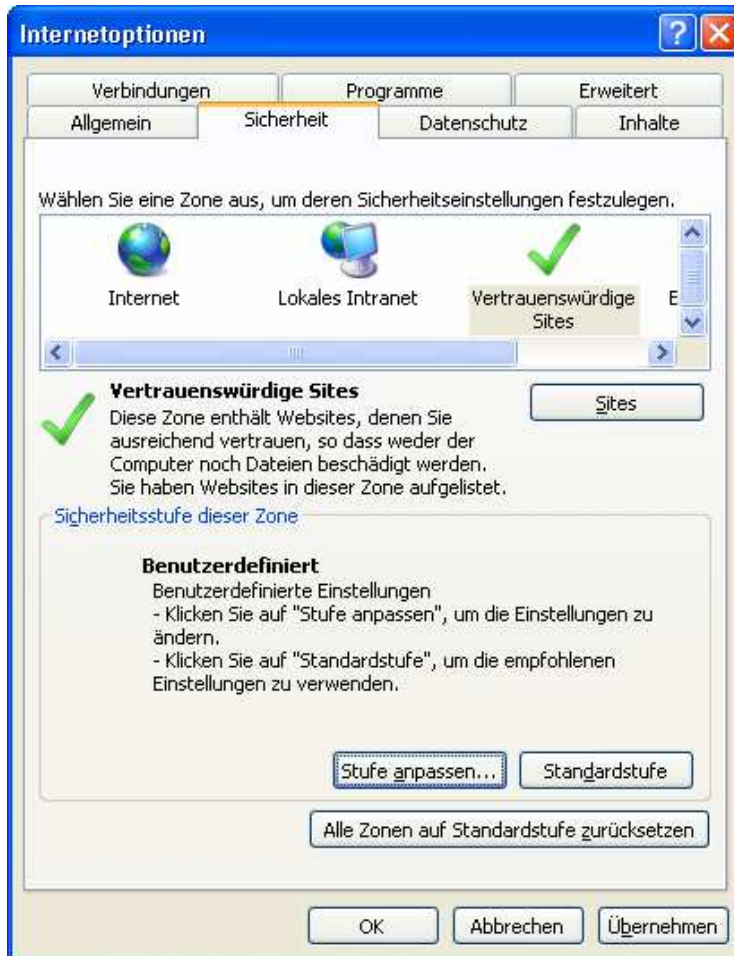 Internetoptionen
Verbindungen Programme Erweitert
Allgemein Sicherheit Datenschutz Inhalte
Wählen Sie eine Zone aus, um deren Sicherheitseinstellungen festzulegen.
Internet Lokales Intranet Vertrauenswürdige E
Sites
Vertrauenswürdige Sites
Sites
Diese Zone enthält Websites, denen Sie
ausreichend vertrauen, so dass weder der
Computer noch Dateien beschädigt werden.
Sie haben Websites in dieser Zone aufgelistet.
Sicherheitsstufe dieser Zone
Benutzerdefiniert
Benutzerdefinierte Einstellungen
- Klicken Sie auf "Stufe anpassen", um die Einstellungen zu
ändern.
- Klicken Sie auf "Standardstufe", um die empfohlenen
Einstellungen zu verwenden.
Stufe anpassen... Standardstufe
Alle Zonen auf Standardstufe zurücksetzen
OK Abbrechen Übernehmen